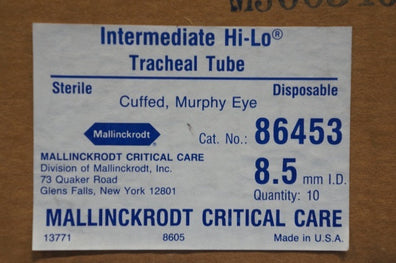 Intermediate Hi-Lo®
Tracheal Tube
Sterile Disposable
Cuffed, Murphy Eye
Mallinckrodt Cat. No.: 86453
MALLINCKRODT CRITICAL CARE
Division of Mallinckrodt, Inc.
73 Quaker Road
Glens Falls, New York 12801
8.5 mm I.D.
Quantity: 10
MALLINCKRODT CRITICAL CARE
13771 8605 Made in U.S.A.